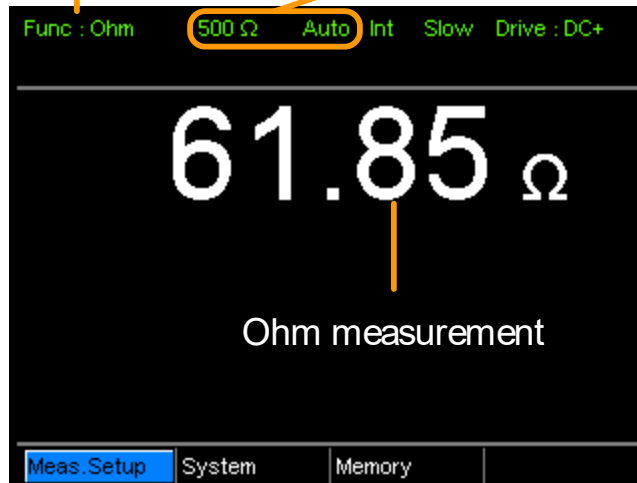 Func : Ohm 500 Ω Auto Int Slow Drive : DC+
61.85 Ω
Ohm measurement
Meas.Setup System Memory